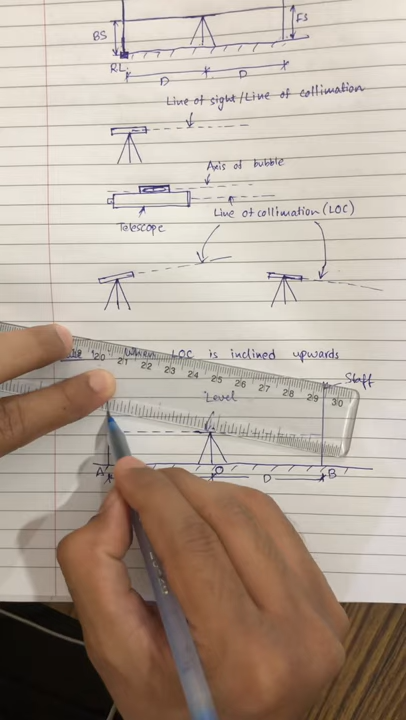 BS
FS
RL
D D
Line of sight/Line of collimation
Axis of bubble
Line of collimation (LOC)
Telescope
When LOC is inclined upwards
20 21 22 23 24 25 26 27 28 29 30
Staff
Level
A O D B